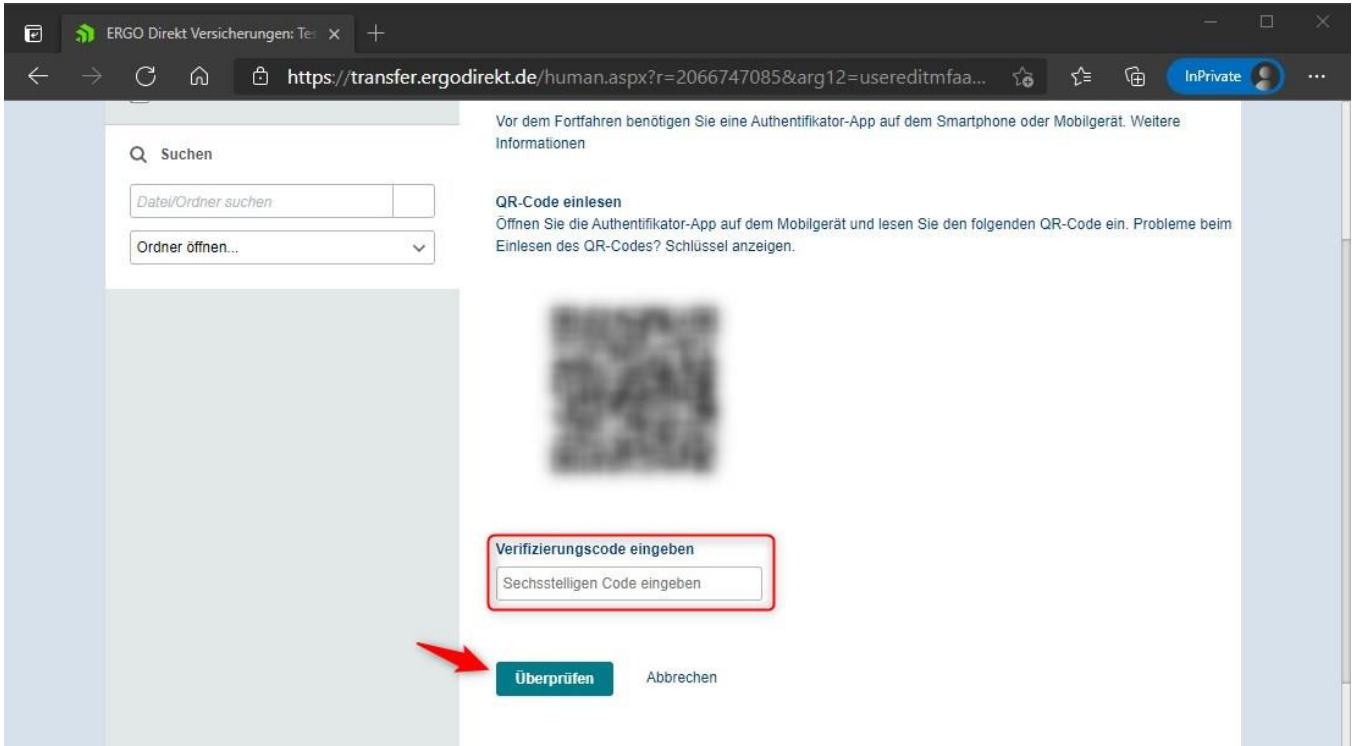 ERGO Direkt Versicherungen: Tes
https://transfer.ergodirekt.de/human.aspx?r=2066747085&arg12=usereditmfaa...
InPrivate
Suchen
Datei/Ordner suchen
Ordner öffnen...
Vor dem Fortfahren benötigen Sie eine Authentifikator-App auf dem Smartphone oder Mobilgerät. Weitere
Informationen
QR-Code einlesen
Öffnen Sie die Authentifikator-App auf dem Mobilgerät und lesen Sie den folgenden QR-Code ein. Probleme beim
Einlesen des QR-Codes? Schlüssel anzeigen.
Verifizierungscode eingeben
Sechsstelligen Code eingeben
Überprüfen
Abbrechen